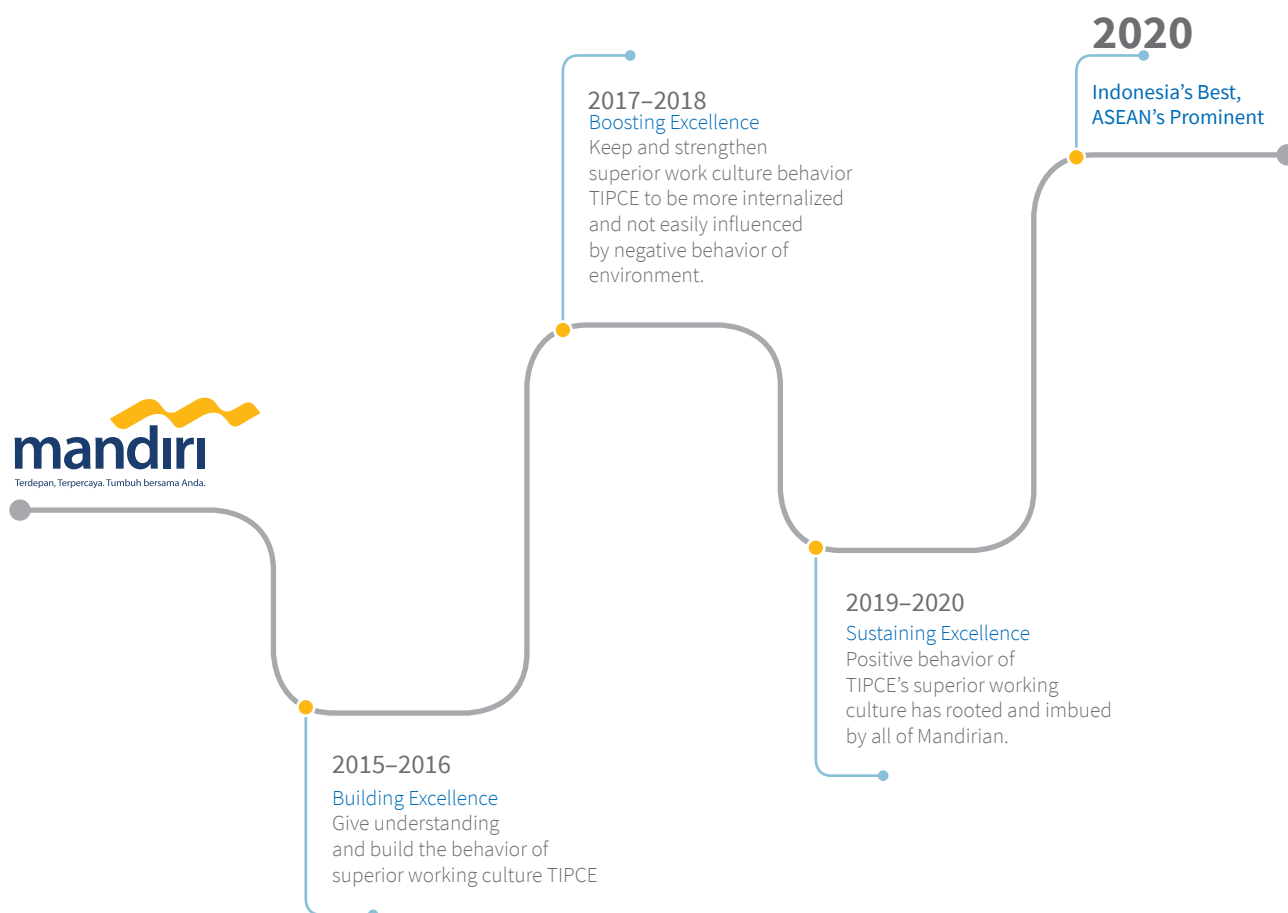 mandiri
Terdepan, Terpercaya. Tumbuh bersama Anda.
2015–2016
Building Excellence
Give understanding
and build the behavior of
superior working culture TIPCE
2017–2018
Boosting Excellence
Keep and strengthen
superior work culture behavior
TIPCE to be more internalized
and not easily influenced
by negative behavior of
environment.
2019–2020
Sustaining Excellence
Positive behavior of
TIPCE’s superior working
culture has rooted and imbued
by all of Mandirian.
2020
Indonesia’s Best,
ASEAN’s Prominent